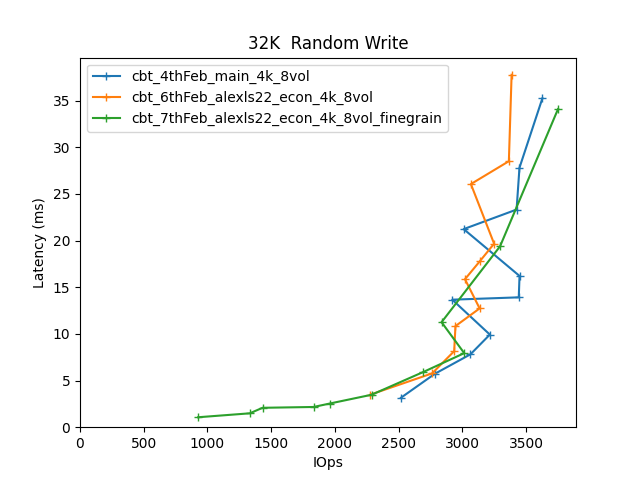 32K  Random Write
cbt_4thFeb_main_4k_8vol
cbt_6thFeb_alexls22_econ_4k_8vol
cbt_7thFeb_alexls22_econ_4k_8vol_finegrain
Latency (ms)
35
30
25
20
15
10
5
0
0 500 1000 1500 2000 2500 3000 3500
IOps